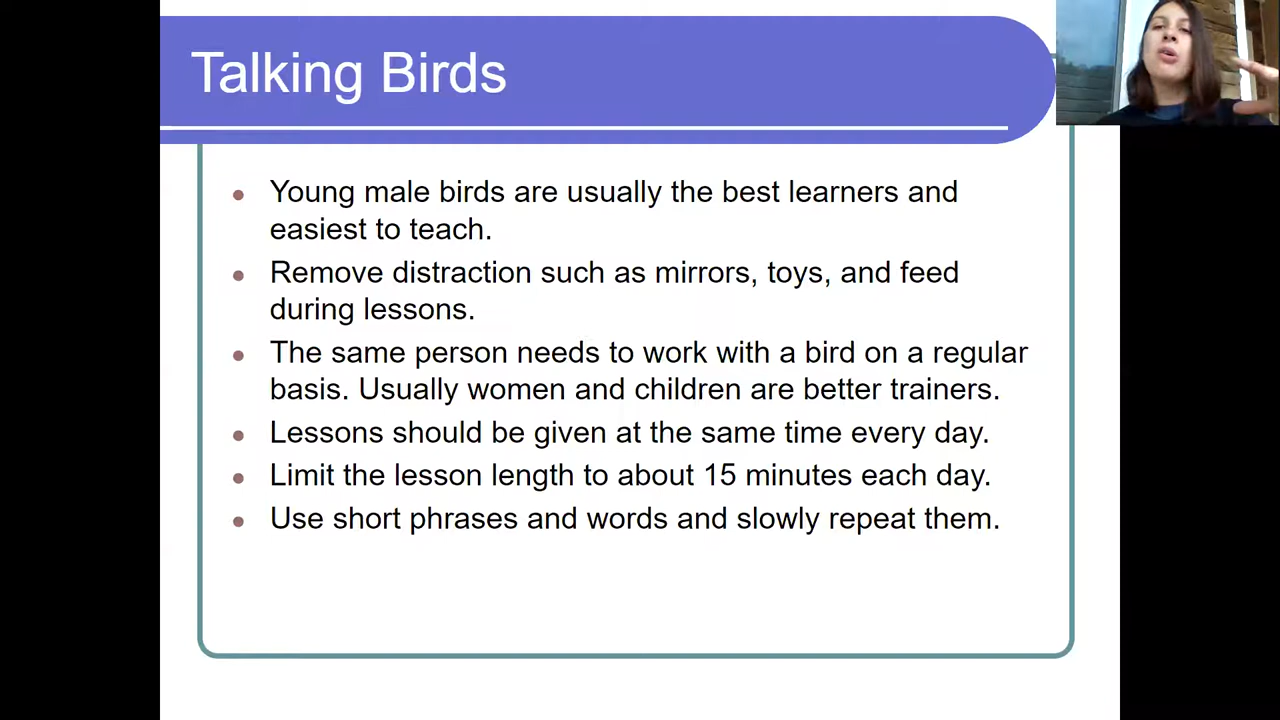 Talking Birds
Young male birds are usually the best learners and
easiest to teach.
Remove distraction such as mirrors, toys, and feed
during lessons.
The same person needs to work with a bird on a regular
basis. Usually women and children are better trainers.
Lessons should be given at the same time every day.
Limit the lesson length to about 15 minutes each day.
Use short phrases and words and slowly repeat them.